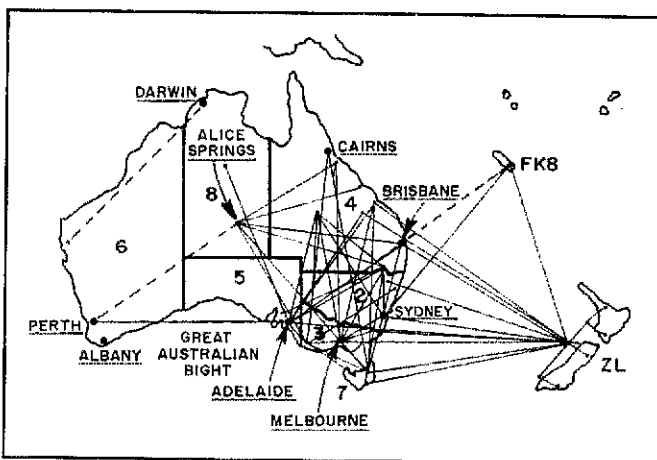 DARWIN
ALICE
SPRINGS
CAIRNS
FK8
BRISBANE
8
4
6
5
2
PERTH
SYDNEY
3
GREAT
AUSTRALIAN
BIGHT
ALBANY
ZL
ADELAIDE
7
MELBOURNE